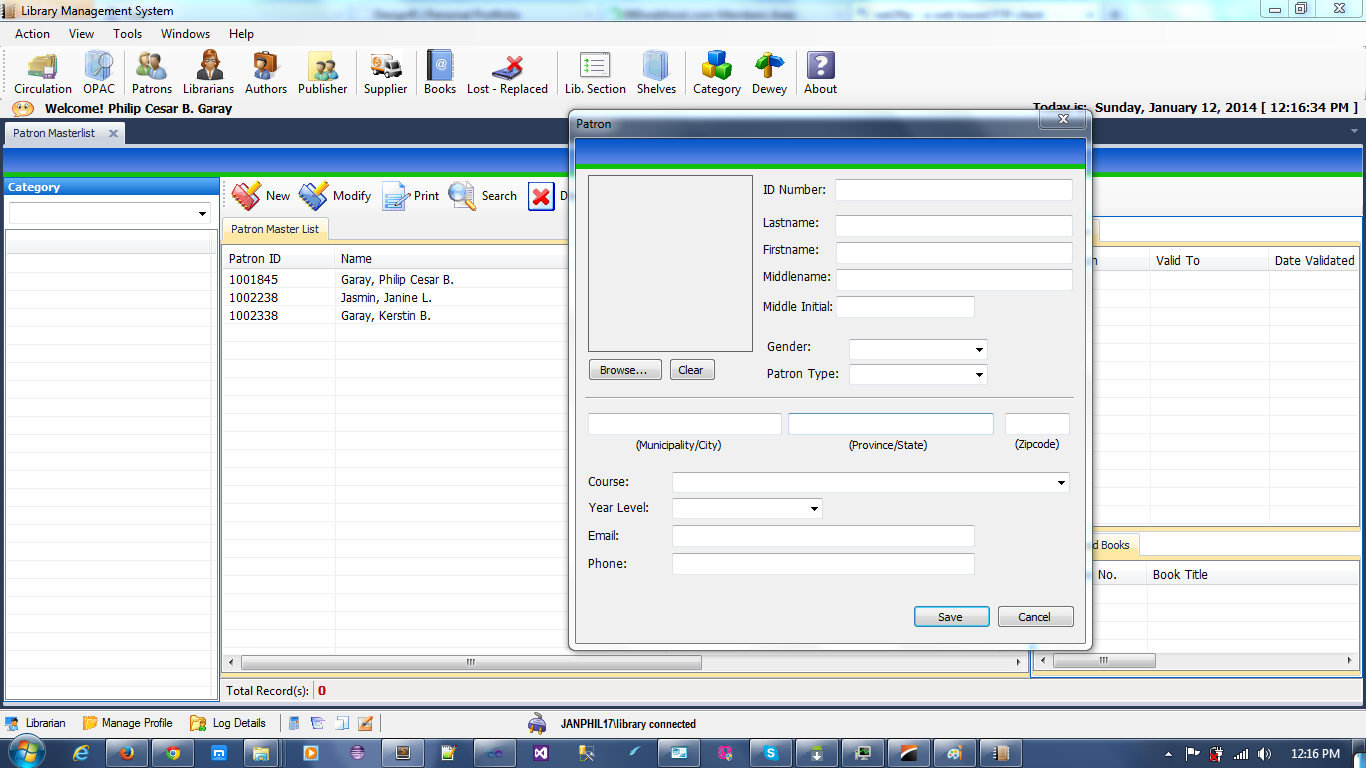 Library Management System
Action View Tools Windows Help
Circulation OPAC Patrons Librarians Authors Publisher Supplier Books Lost - Replaced Lib. Section Shelves Category Dewey About
Welcome! Philip Cesar B. Garay
Today is: Sunday, January 12, 2014 [ 12:16:34 PM ]
Patron Masterlist
Category
New Modify Print Search D
Patron Master List
Patron ID Name
1001845 Garay, Philip Cesar B.
1002238 Jasmin, Janine L.
1002338 Garay, Kerstin B.
Total Record(s): 0
Patron
ID Number:
Lastname:
Firstname:
Middlename:
Middle Initial:
Gender:
Patron Type:
Browse... Clear
(Municipality/City) (Province/State) (Zipcode)
Course:
Year Level:
Email:
Phone:
Save Cancel
n Valid To Date Validated
d Books
No. Book Title
Librarian Manage Profile Log Details JANPHIL17\library connected
12:16 PM